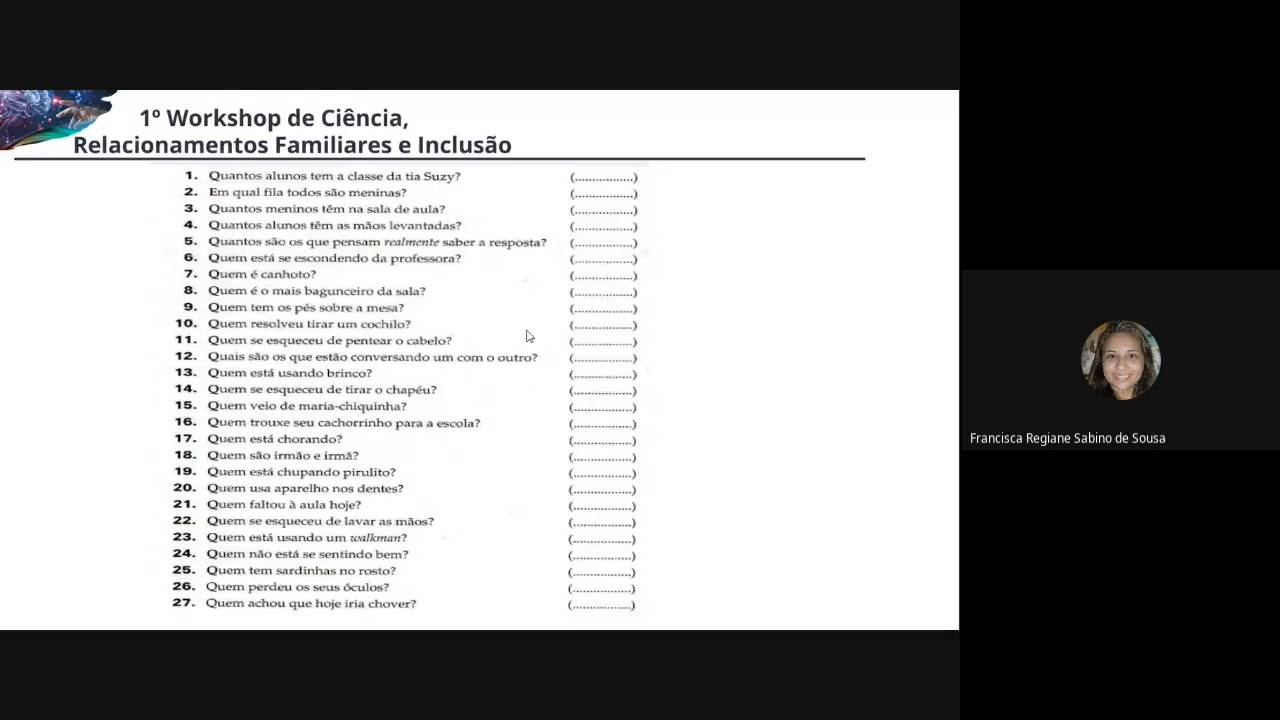 1º Workshop de Ciência,
Relacionamentos Familiares e Inclusão
1. Quantos alunos tem a classe da tia Suzy? (................)
2. Em qual fila todos são meninas? (................)
3. Quantos meninos têm na sala de aula? (................)
4. Quantos alunos têm as mãos levantadas? (................)
5. Quantos são os que pensam realmente saber a resposta? (................)
6. Quem está se escondendo da professora? (................)
7. Quem é canhoto? (................)
8. Quem é o mais bagunceiro da sala? (................)
9. Quem tem os pés sobre a mesa? (................)
10. Quem resolveu tirar um cochilo? (................)
11. Quem se esqueceu de pentear o cabelo? (................)
12. Quais são os que estão conversando um com o outro? (................)
13. Quem está usando brinco? (................)
14. Quem se esqueceu de tirar o chapéu? (................)
15. Quem veio de maria-chiquinha? (................)
16. Quem trouxe seu cachorrinho para a escola? (................)
17. Quem está chorando? (................)
18. Quem são irmão e irmã? (................)
19. Quem está chupando pirulito? (................)
20. Quem usa aparelho nos dentes? (................)
21. Quem faltou à aula hoje? (................)
22. Quem se esqueceu de lavar as mãos? (................)
23. Quem está usando um walkman? (................)
24. Quem não está se sentindo bem? (................)
25. Quem tem sardinhas no rosto? (................)
26. Quem perdeu os seus óculos? (................)
27. Quem achou que hoje iria chover? (................)
Francisca Regiane Sabino de Sousa